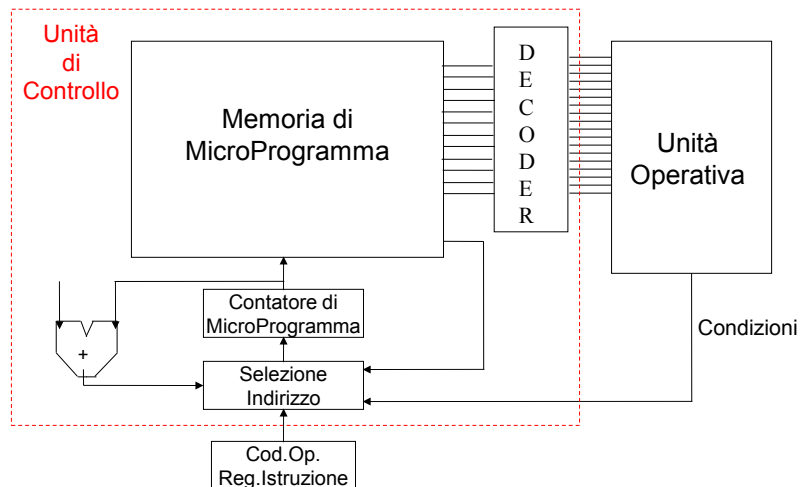 Unità
di
Controllo
Memoria di
MicroProgramma
D
E
C
O
D
E
R
Unità
Operativa
Contatore di
MicroProgramma
Condizioni
+
Selezione
Indirizzo
Cod.Op.
Reg.Istruzione